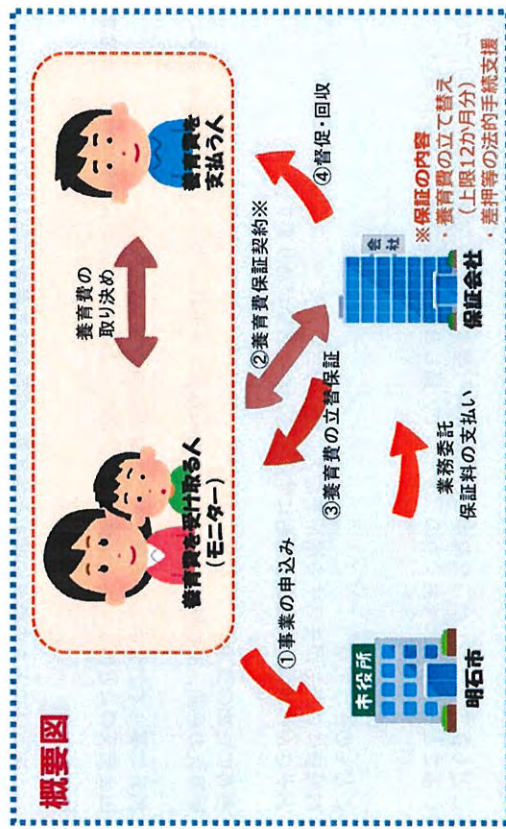 概要図
養育費を受け取る人
(モニター)
養育費の
取り決め
養育費を
支払う人
①事業の申込み
②養育費保証契約※
③養育費の立替保証
④督促・回収
市役所
明石市
業務委託
保証料の支払い
会社
保証会社
※保証の内容
・養育費の立て替え
(上限12か月分)
・差押等の法的手続支援